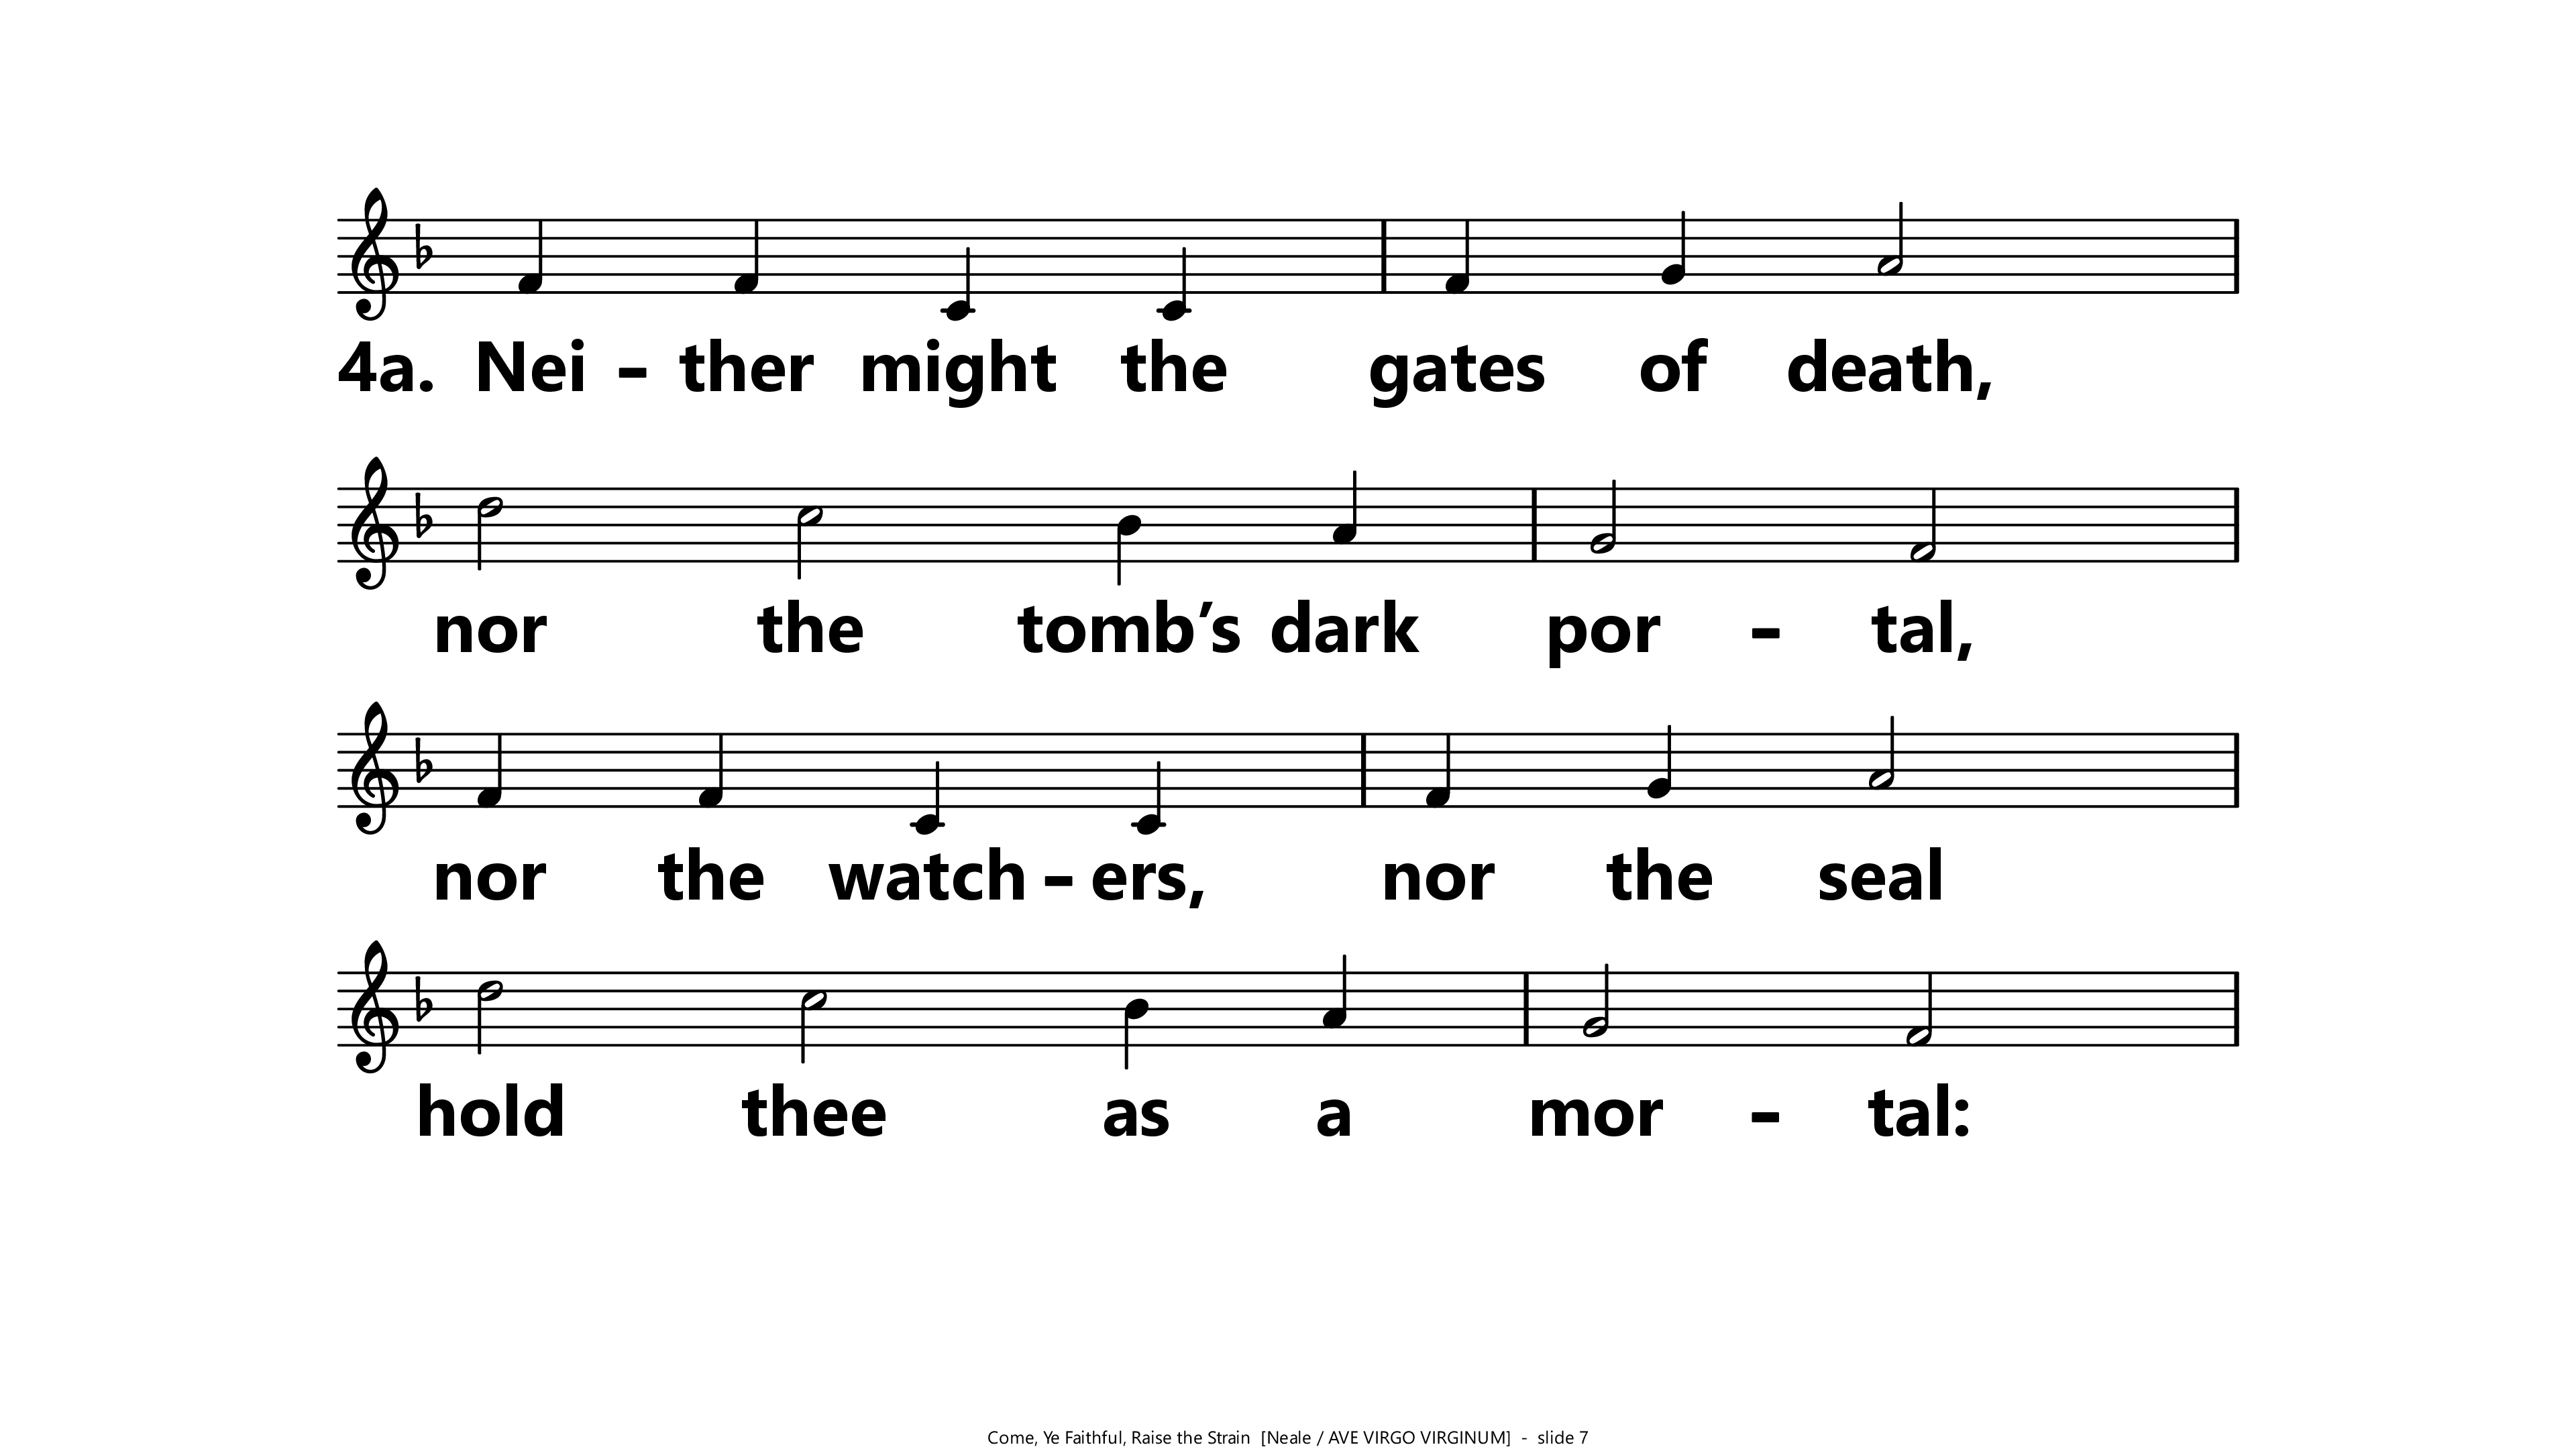 4a. Nei - ther might the gates of death,
nor the tomb’s dark por - tal,
nor the watch - ers, nor the seal
hold thee as a mor - tal:
Come, Ye Faithful, Raise the Strain [Neale / AVE VIRGO VIRGINUM] - slide 7